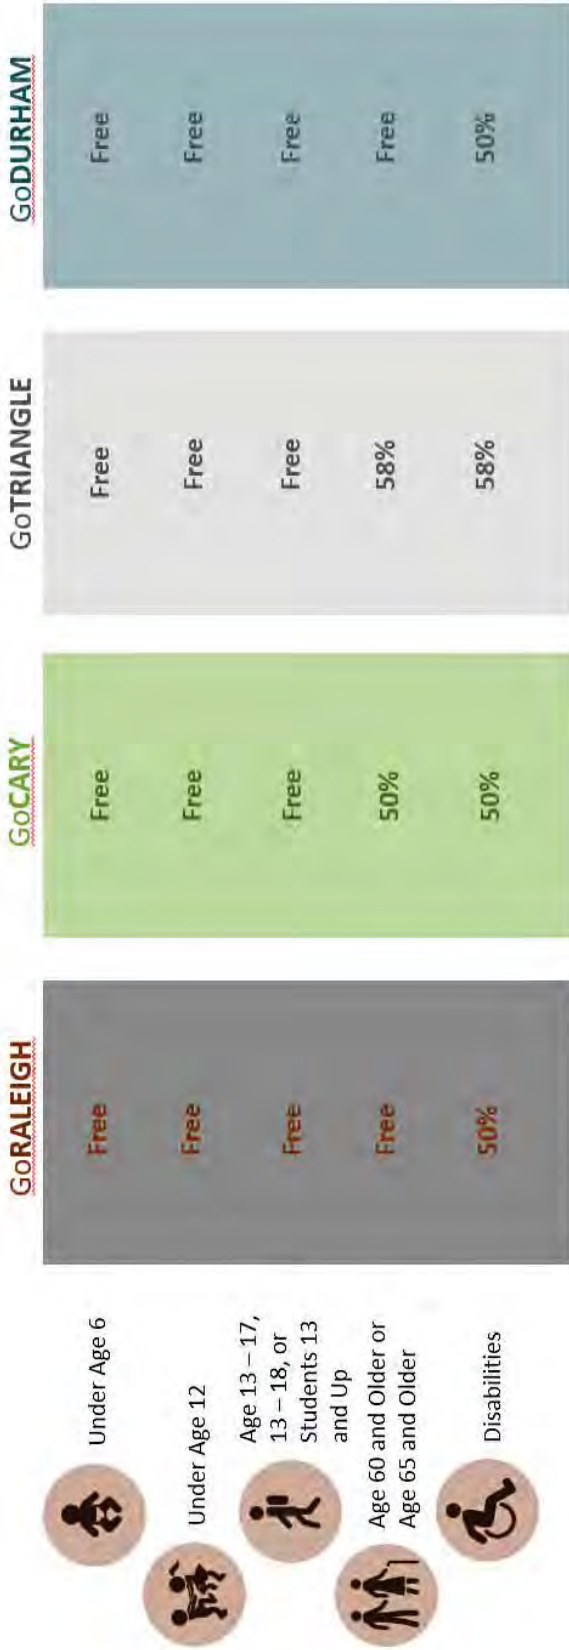 GoRALEIGH GoCARY GoTRIANGLE GoDURHAM
Under Age 6 Free Free Free Free
Under Age 12 Free Free Free Free
Age 13 – 17,
13 – 18, or
Students 13
and Up
Free Free Free Free
Age 60 and Older or
Age 65 and Older
Free 50% 58% Free
Disabilities 50% 50% 58% 50%